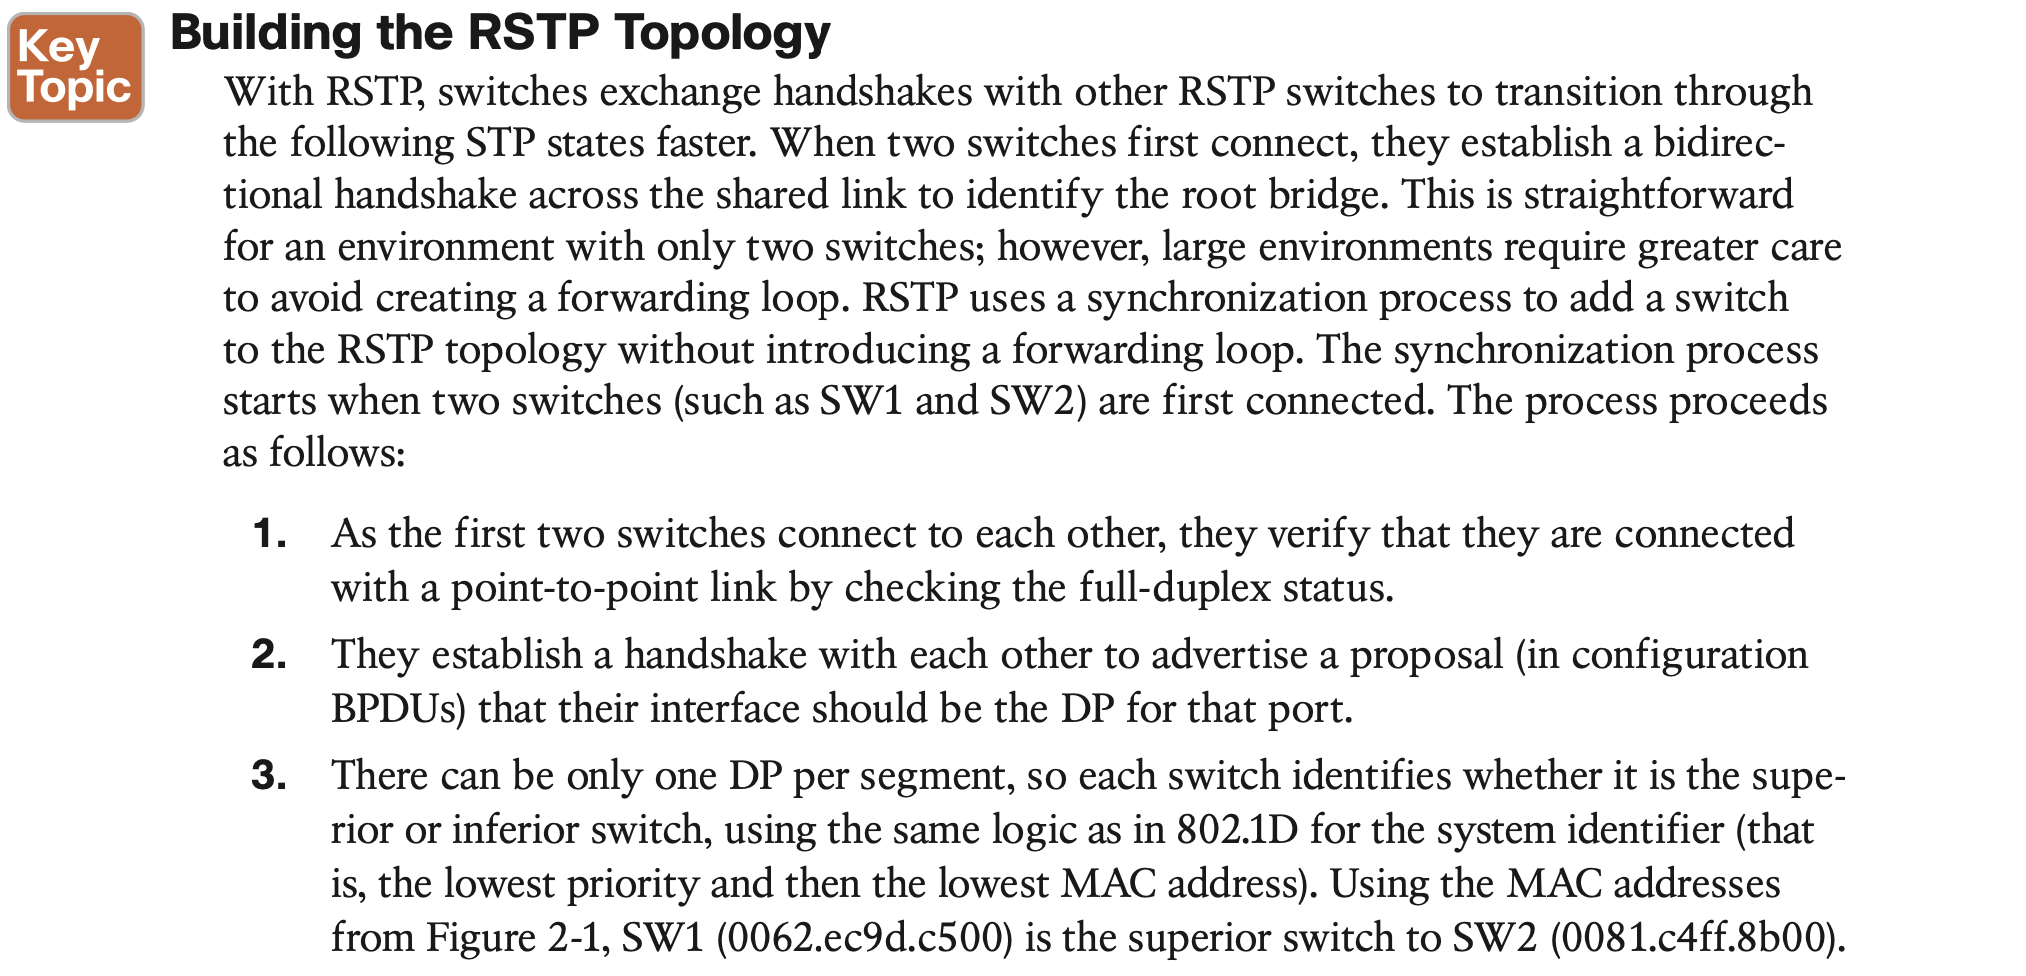 Key
Topic
Building the RSTP Topology
With RSTP, switches exchange handshakes with other RSTP switches to transition through
the following STP states faster. When two switches first connect, they establish a bidirec-
tional handshake across the shared link to identify the root bridge. This is straightforward
for an environment with only two switches; however, large environments require greater care
to avoid creating a forwarding loop. RSTP uses a synchronization process to add a switch
to the RSTP topology without introducing a forwarding loop. The synchronization process
starts when two switches (such as SW1 and SW2) are first connected. The process proceeds
as follows:
1. As the first two switches connect to each other, they verify that they are connected
with a point-to-point link by checking the full-duplex status.
2. They establish a handshake with each other to advertise a proposal (in configuration
BPDUs) that their interface should be the DP for that port.
3. There can be only one DP per segment, so each switch identifies whether it is the supe-
rior or inferior switch, using the same logic as in 802.1D for the system identifier (that
is, the lowest priority and then the lowest MAC address). Using the MAC addresses
from Figure 2-1, SW1 (0062.ec9d.c500) is the superior switch to SW2 (0081.c4ff.8b00).